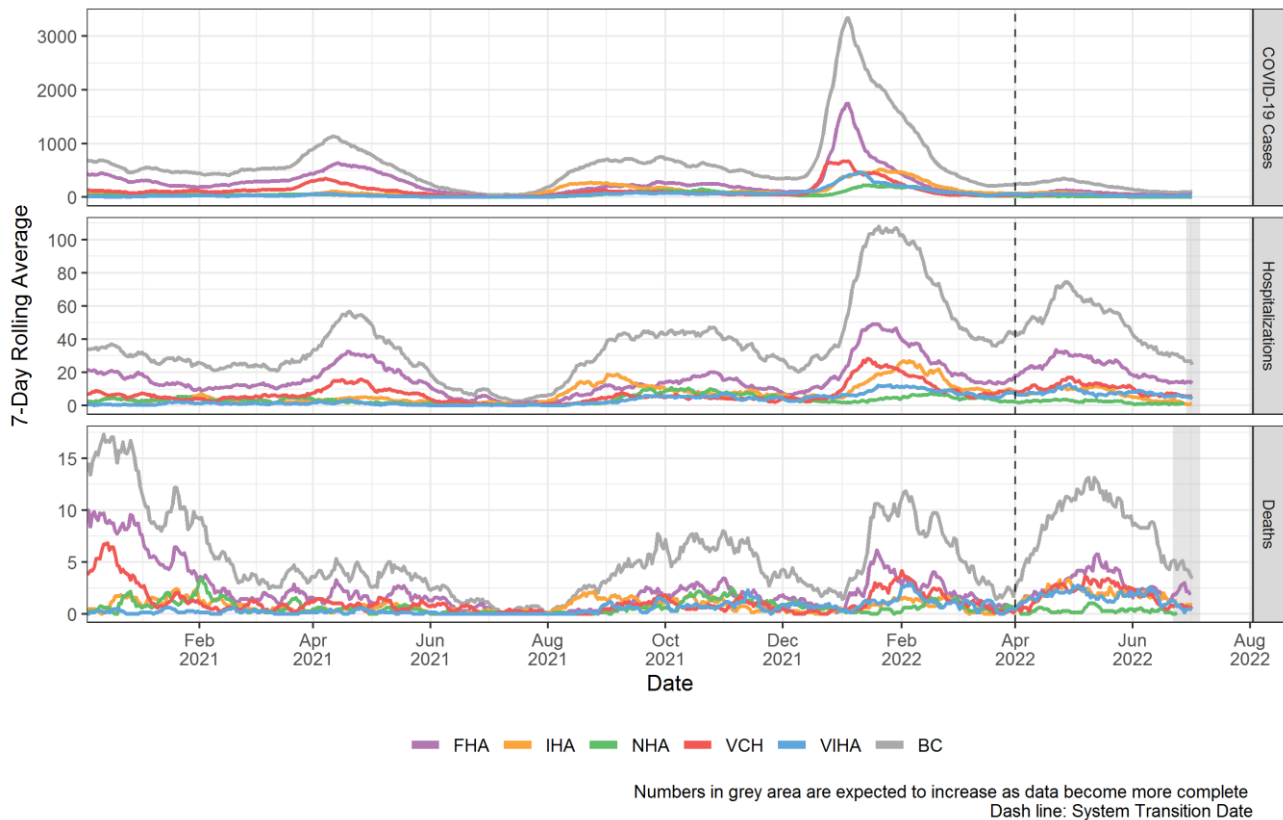 7-Day Rolling Average
3000
2000
1000
0
COVID-19 Cases
100
80
60
40
20
0
Hospitalizations
15
10
5
0
Deaths
Feb 2021
Apr 2021
Jun 2021
Aug 2021
Oct 2021
Dec 2021
Feb 2022
Apr 2022
Jun 2022
Aug 2022
Date
FHA IHA NHA VCH VIHA BC
Numbers in grey area are expected to increase as data become more complete
Dash line: System Transition Date